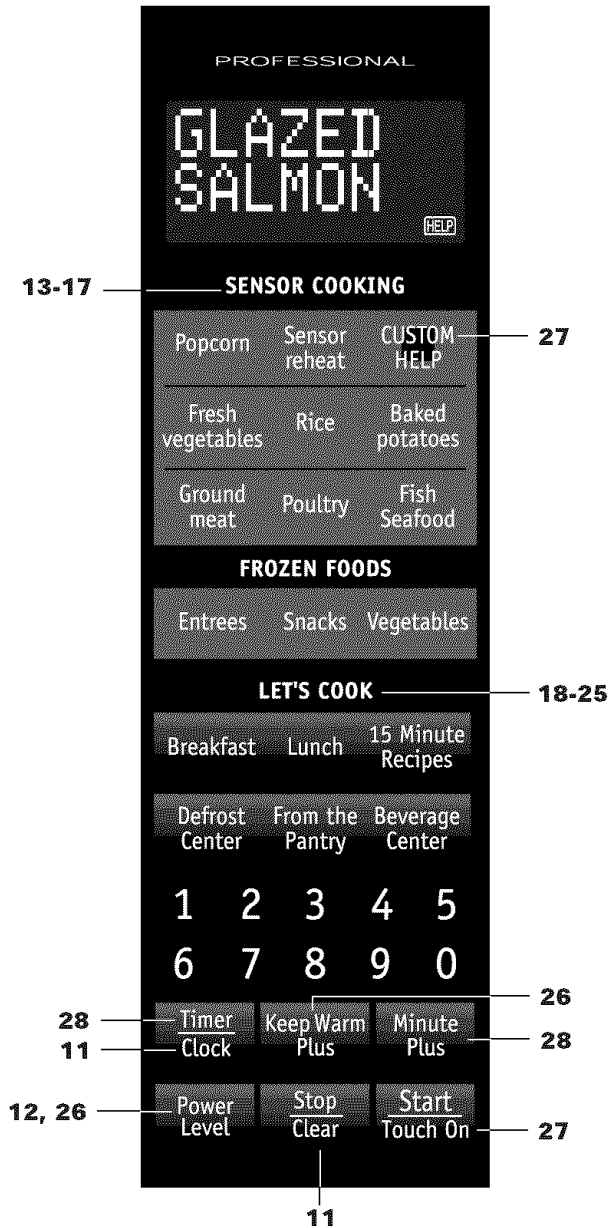 PROFESSIONAL
GLAZED
SALMON
HELP
13-17
SENSOR COOKING
Popcorn
Sensor
reheat
CUSTOM
HELP
27
Fresh
vegetables
Rice
Baked
potatoes
Ground
meat
Poultry
Fish
Seafood
FROZEN FOODS
Entrees
Snacks
Vegetables
LET'S COOK
18-25
Breakfast
Lunch
15 Minute
Recipes
Defrost
Center
From the
Pantry
Beverage
Center
1 2 3 4 5
6 7 8 9 0
26
28
Timer
11
Clock
Keep Warm
Plus
Minute
Plus
28
12, 26
Power
Level
Stop
Clear
Start
Touch On
27
11